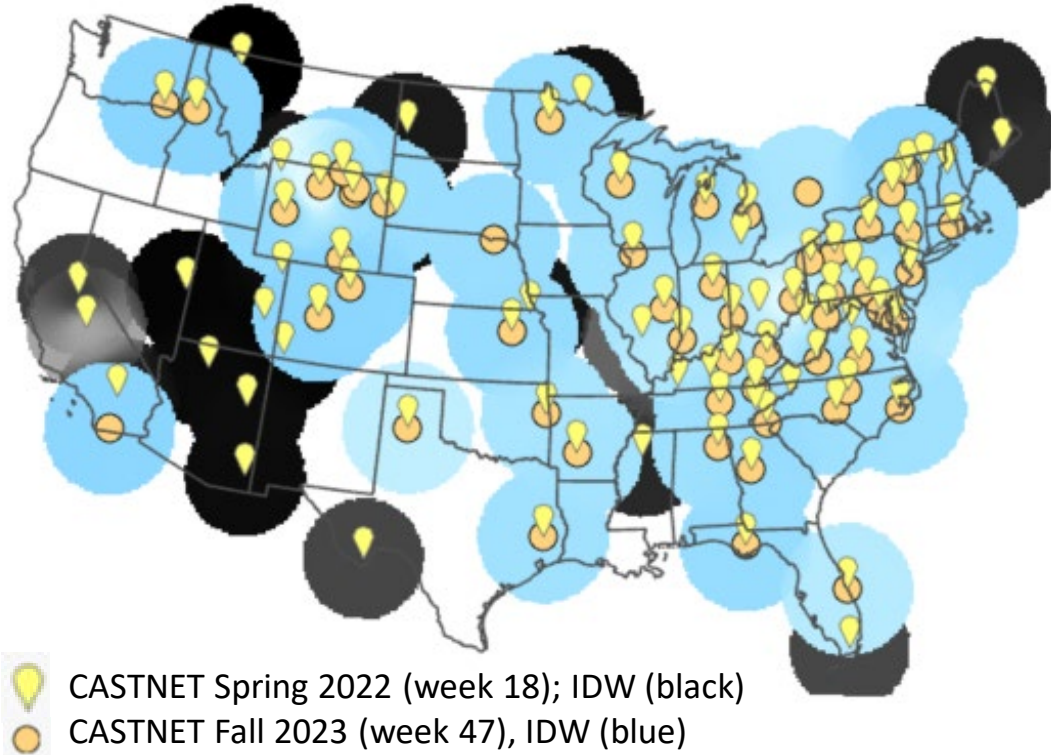 CASTNET Spring 2022 (week 18); IDW (black)
CASTNET Fall 2023 (week 47), IDW (blue)